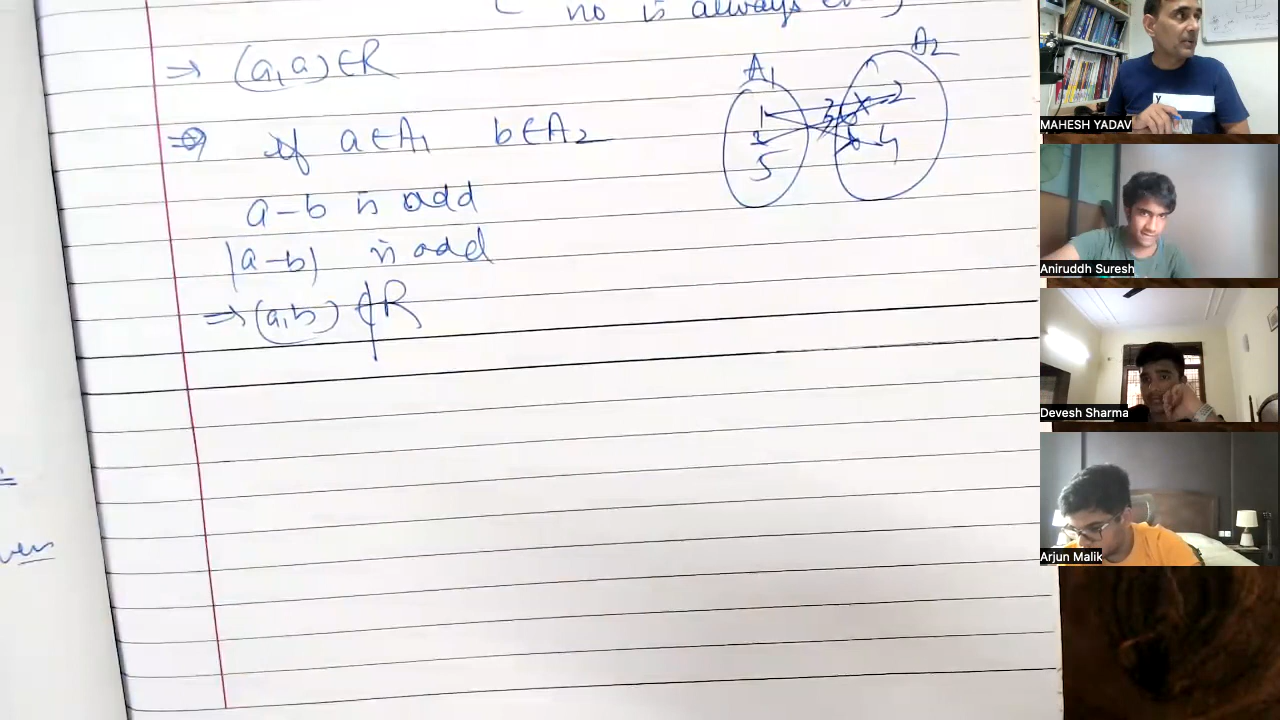 no is always
⇒ (a,a) ∈ R
⇒ if a ∈ A1 b ∈ A2
a-b is odd
|a-b| is odd
⇒ (a,b) ∉ R
A1
1
3
5
A2
2
4
MAHESH YADAV
Aniruddh Suresh
Devesh Sharma
Arjun Malik